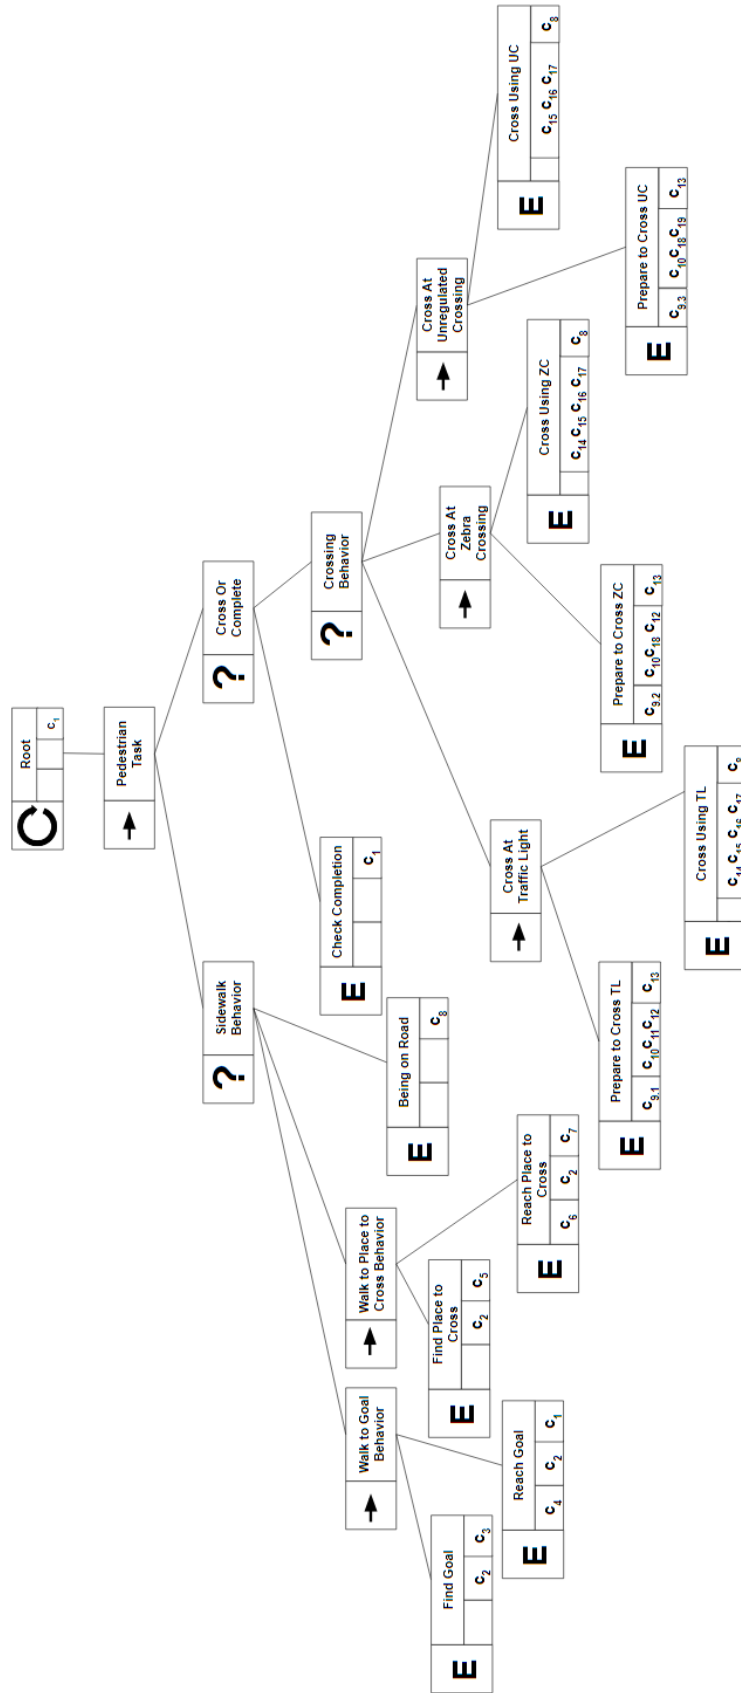 Root
c1
Pedestrian
Task
Sidewalk
Behavior
?
Cross Or
Complete
?
Walk to Goal
Behavior
Walk to Place to
Cross Behavior
Being on Road
E
c8
Check Completion
E
c1
Crossing
Behavior
?
Find Goal
E
c2
c3
Reach Goal
E
c4
c2
c1
Find Place to
Cross
E
c2
c5
Reach Place to
Cross
E
c6
c2
c7
Cross At
Traffic Light
Cross At
Zebra
Crossing
Cross At
Unregulated
Crossing
Prepare to Cross TL
E
c9.1
c10 c11 c12
c13
Cross Using TL
E
c14 c15 c16 c17
c8
Prepare to Cross ZC
E
c9.2
c10 c18 c12
c13
Cross Using ZC
E
c14 c15 c16 c17
c8
Prepare to Cross UC
E
c9.3
c10 c18 c19
c13
Cross Using UC
E
c15 c16 c17
c8